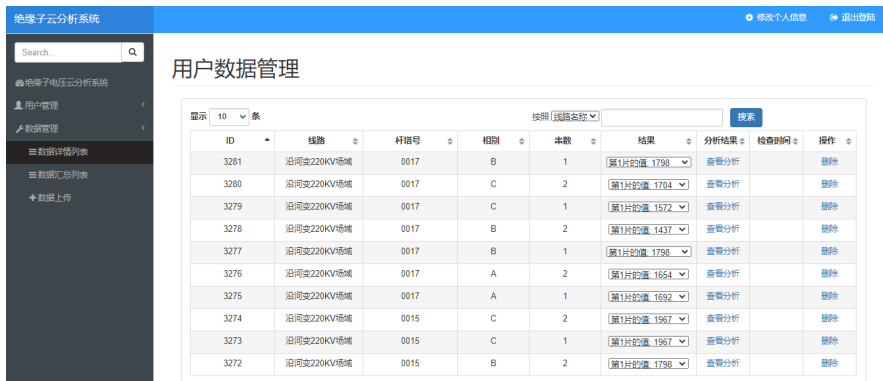 绝缘子云分析系统 修改个人信息 退出登陆
Search...
绝缘子电压云分析系统
用户管理
数据管理
数据详情列表
数据汇总列表
数据上传
用户数据管理
显示 10 条 按照 线路名称 搜索
ID 线路 杆塔号 相别 串数 结果 分析结果 检查时间 操作
3281 沿河变220KV场域 0017 B 1 第1片的值: 1798 查看分析 删除
3280 沿河变220KV场域 0017 C 2 第1片的值: 1704 查看分析 删除
3279 沿河变220KV场域 0017 C 1 第1片的值: 1572 查看分析 删除
3278 沿河变220KV场域 0017 B 2 第1片的值: 1437 查看分析 删除
3277 沿河变220KV场域 0017 B 1 第1片的值: 1798 查看分析 删除
3276 沿河变220KV场域 0017 A 2 第1片的值: 1654 查看分析 删除
3275 沿河变220KV场域 0017 A 1 第1片的值: 1692 查看分析 删除
3274 沿河变220KV场域 0015 C 2 第1片的值: 1967 查看分析 删除
3273 沿河变220KV场域 0015 C 1 第1片的值: 1967 查看分析 删除
3272 沿河变220KV场域 0015 B 2 第1片的值: 1798 查看分析 删除